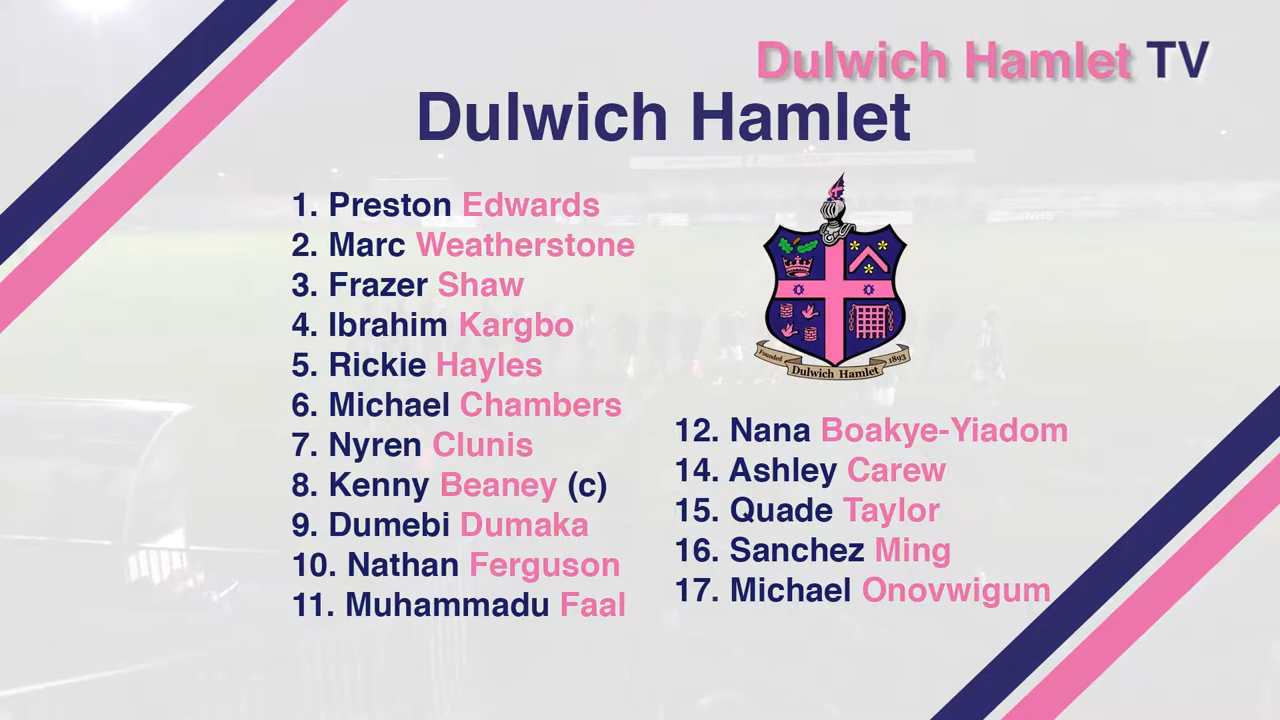 Dulwich Hamlet TV
Dulwich Hamlet
1. Preston Edwards
2. Marc Weatherstone
3. Frazer Shaw
4. Ibrahim Kargbo
5. Rickie Hayles
6. Michael Chambers
7. Nyren Clunis
8. Kenny Beaney (c)
9. Dumebi Dumaka
10. Nathan Ferguson
11. Muhammadu Faal
Founded Dulwich Hamlet 1893
12. Nana Boakye-Yiadom
14. Ashley Carew
15. Quade Taylor
16. Sanchez Ming
17. Michael Onovwigum